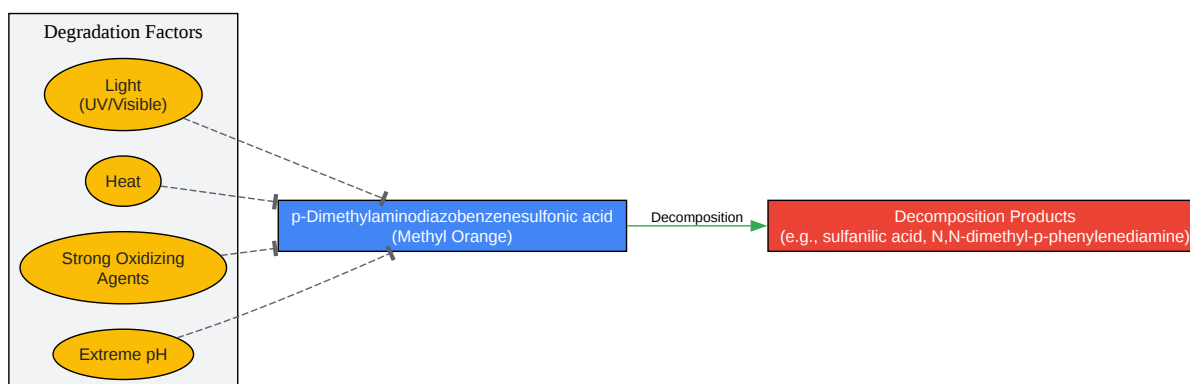 Degradation Factors
Light
(UV/Visible)
Heat
Strong Oxidizing
Agents
Extreme pH
p-Dimethylaminodiazobenzenesulfonic acid
(Methyl Orange)
Decomposition
Decomposition Products
(e.g., sulfanilic acid, N,N-dimethyl-p-phenylenediamine)